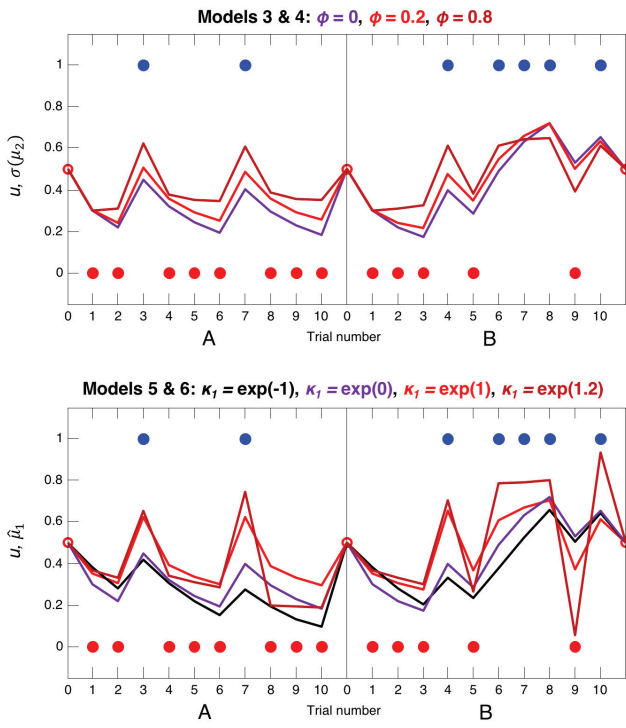 Models 3 & 4: ϕ = 0, ϕ = 0.2, ϕ = 0.8
u, σ(μ₂)
1
0.8
0.6
0.4
0.2
0
0 1 2 3 4 5 6 7 8 9 10 0 1 2 3 4 5 6 7 8 9 10
A Trial number B
Models 5 & 6: κ₁ = exp(-1), κ₁ = exp(0), κ₁ = exp(1), κ₁ = exp(1.2)
u, μ̂₁
1
0.8
0.6
0.4
0.2
0
0 1 2 3 4 5 6 7 8 9 10 0 1 2 3 4 5 6 7 8 9 10
A Trial number B